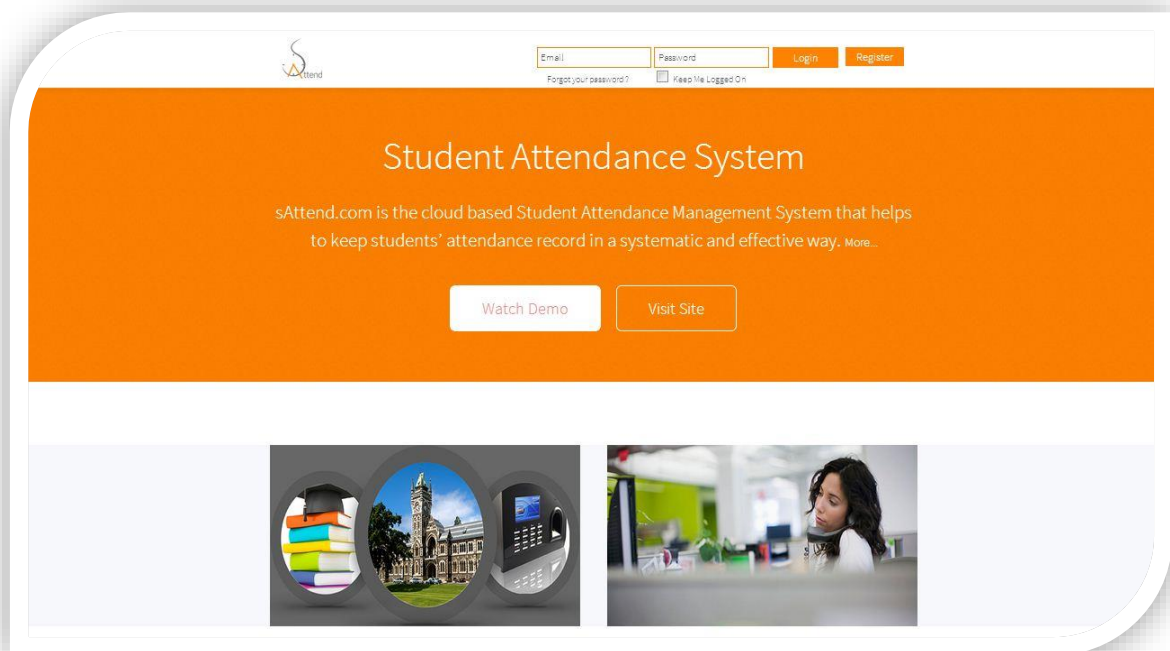 sAttend
Email
Password
Login
Register
Forgot your password ?
Keep Me Logged On
Student Attendance System
sAttend.com is the cloud based Student Attendance Management System that helps
to keep students’ attendance record in a systematic and effective way. More...
Watch Demo
Visit Site